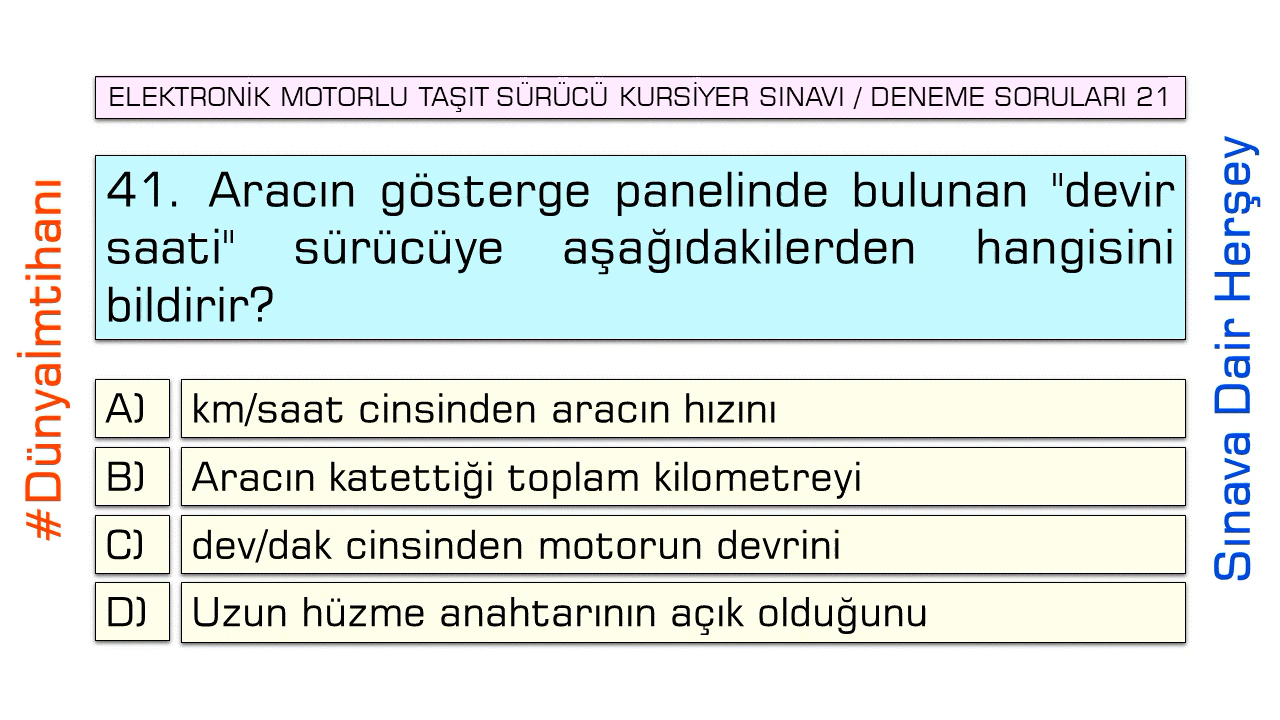 ELEKTRONİK MOTORLU TAŞIT SÜRÜCÜ KURSİYER SINAVI / DENEME SORULARI 21
41. Aracın gösterge panelinde bulunan "devir
saati" sürücüye aşağıdakilerden hangisini
bildirir?
A) km/saat cinsinden aracın hızını
B) Aracın katettiği toplam kilometreyi
C) dev/dak cinsinden motorun devrini
D) Uzun hüzme anahtarının açık olduğunu
#Dünyaİmtihanı
Sınava Dair Herşey